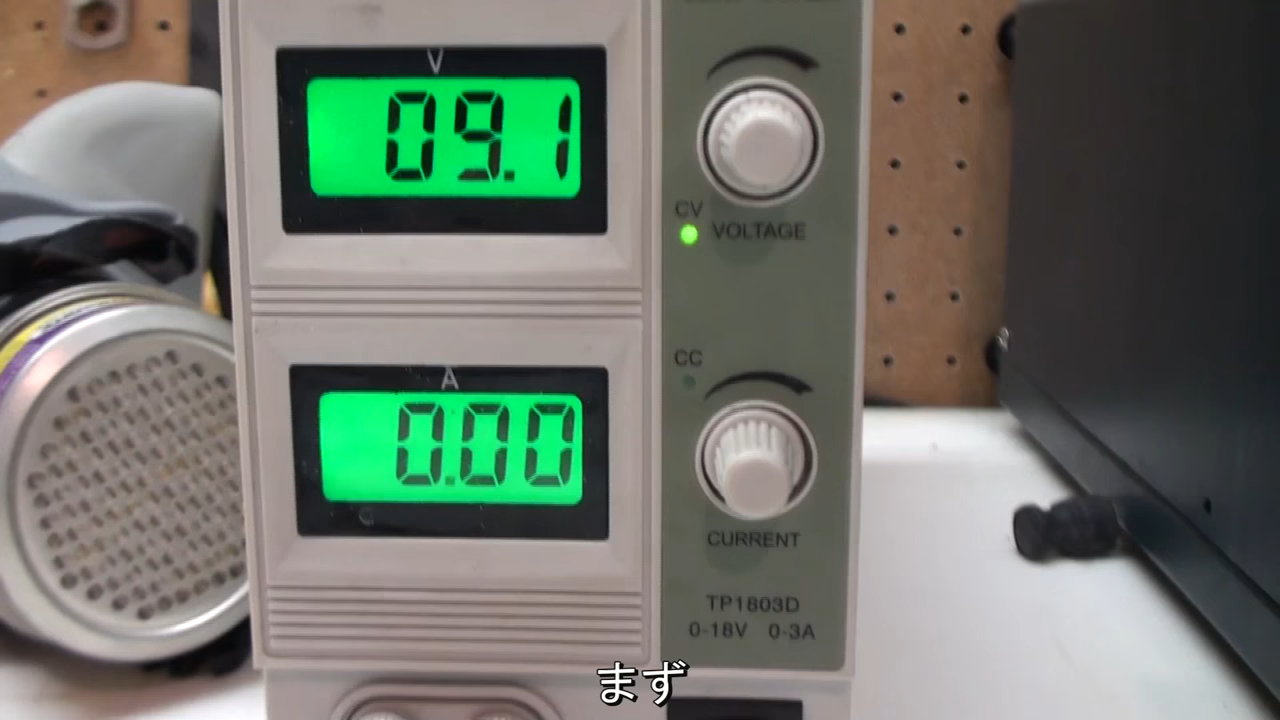 V
09.1
CV
VOLTAGE
CC
A
0.00
CURRENT
TP1803D
0-18V 0-3A
まず